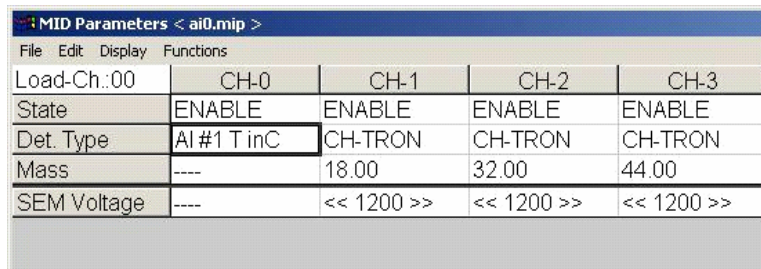 MID Parameters < ai0.mip >
File Edit Display Functions
Load-Ch.:00 CH-0 CH-1 CH-2 CH-3
State ENABLE ENABLE ENABLE ENABLE
Det. Type AI #1 T inC CH-TRON CH-TRON CH-TRON
Mass ---- 18.00 32.00 44.00
SEM Voltage ---- << 1200 >> << 1200 >> << 1200 >>